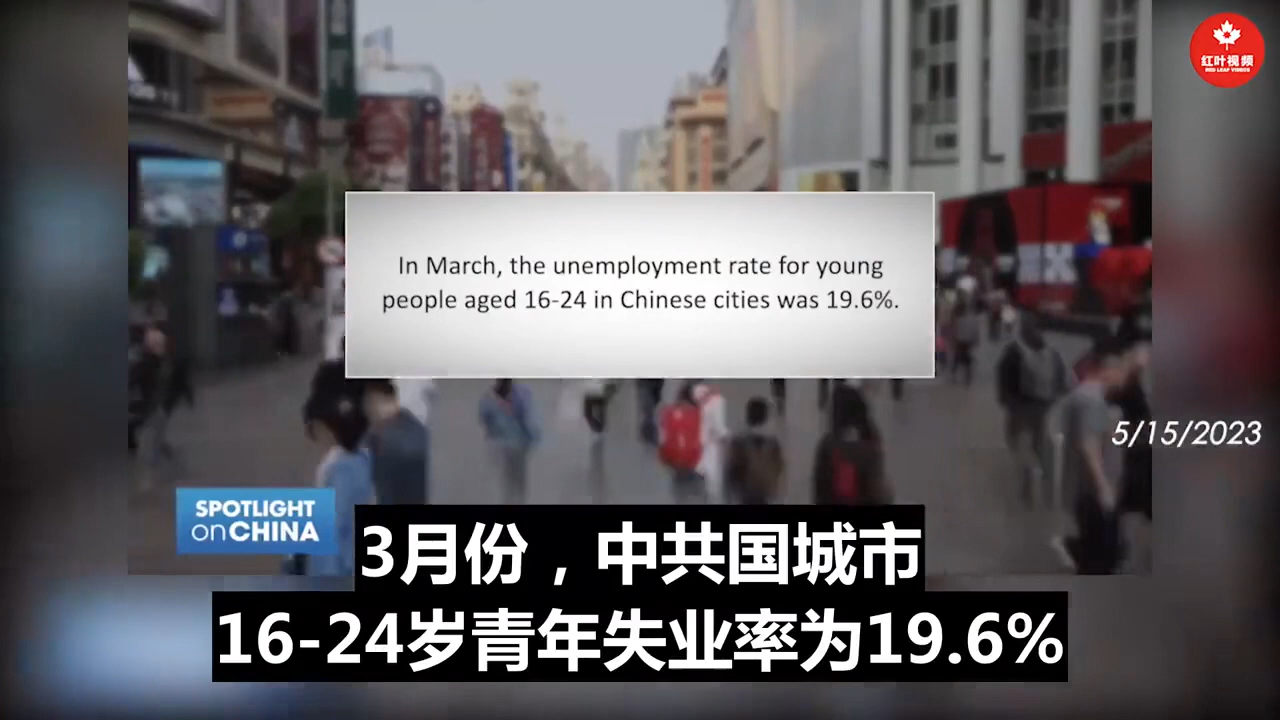 红叶视频
RED LEAF VIDEOS
In March, the unemployment rate for young
people aged 16-24 in Chinese cities was 19.6%.
5/15/2023
SPOTLIGHT
on CHINA
3月份，中共国城市
16-24岁青年失业率为19.6%